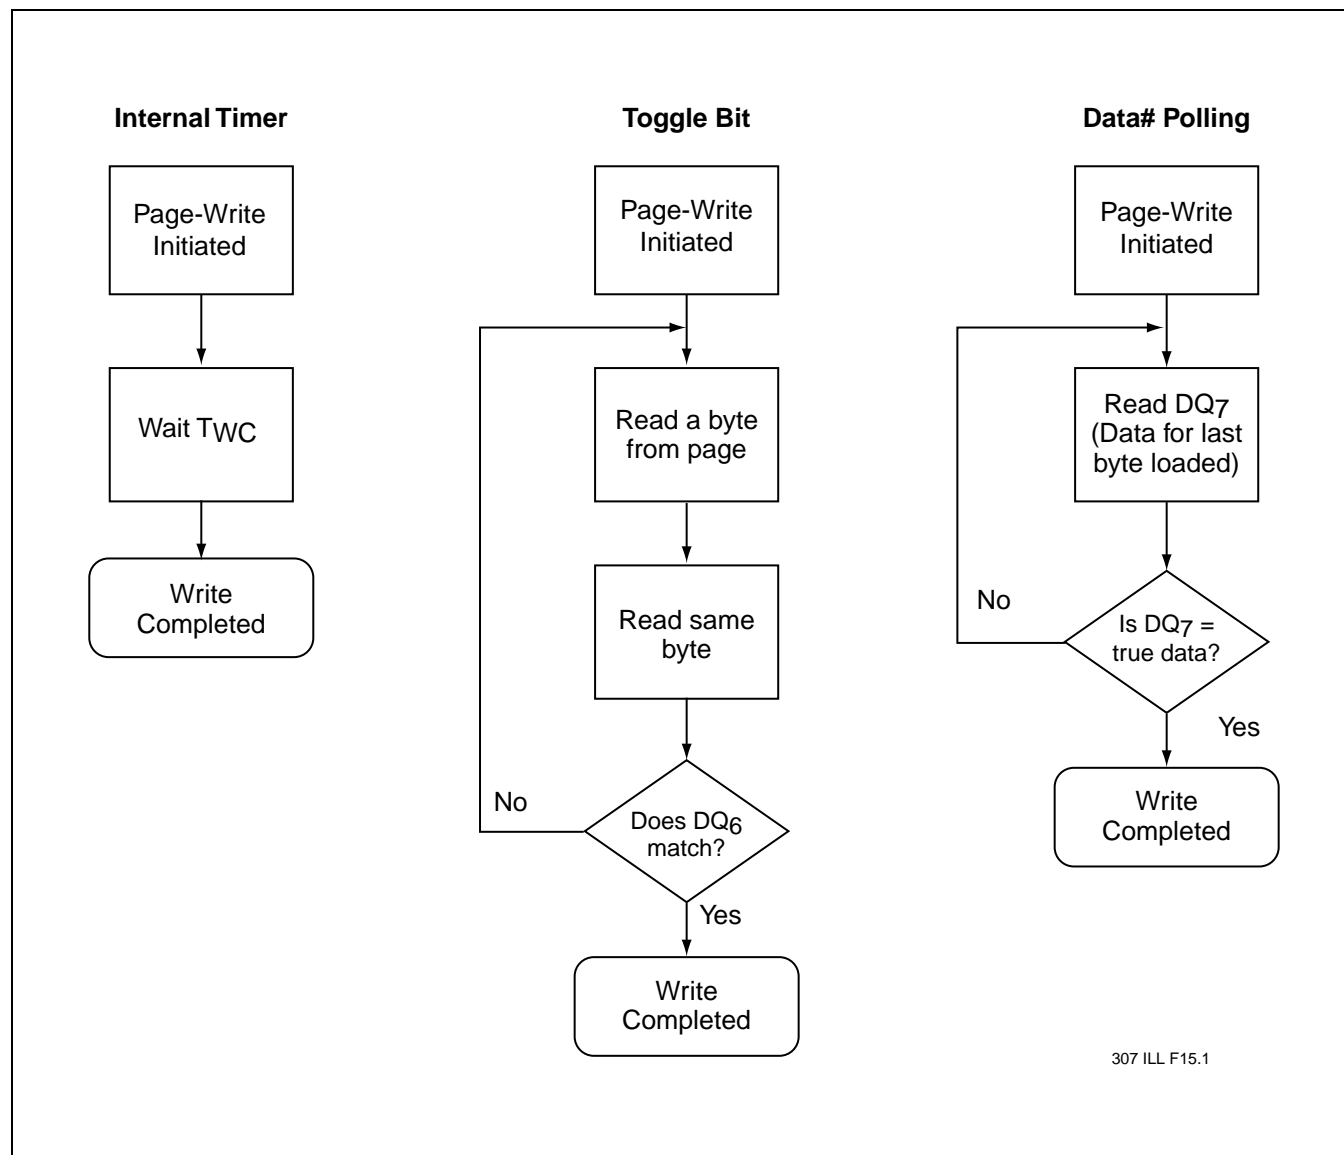 Internal Timer
Page-Write
Initiated
Wait TWC
Write
Completed
Toggle Bit
Page-Write
Initiated
Read a byte
from page
Read same
byte
No
Does DQ6
match?
Yes
Write
Completed
Data# Polling
Page-Write
Initiated
Read DQ7
(Data for last
byte loaded)
No
Is DQ7 =
true data?
Yes
Write
Completed
307 ILL F15.1